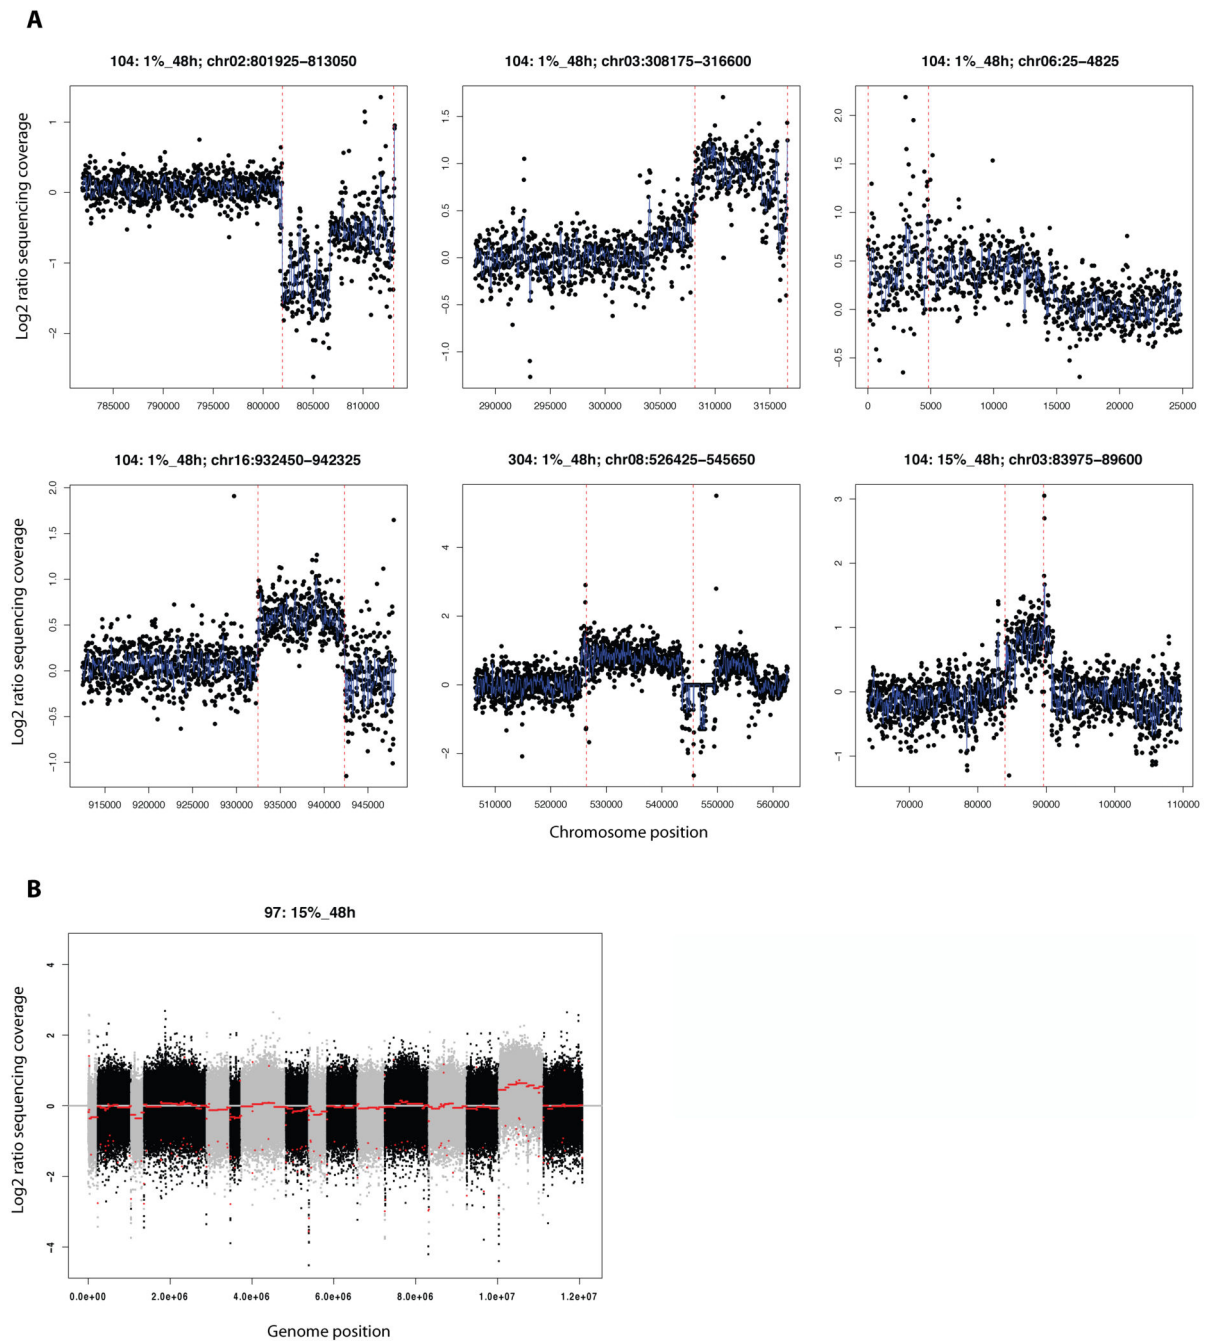 A
104: 1%_48h; chr02:801925–813050
104: 1%_48h; chr03:308175–316600
104: 1%_48h; chr06:25–4825
Log2 ratio sequencing coverage
1
0
-1
-2
785000 790000 795000 800000 805000 810000
1.5
1.0
0.5
0.0
-0.5
-1.0
290000 295000 300000 305000 310000 315000
2.0
1.5
1.0
0.5
0.0
-0.5
0 5000 10000 15000 20000 25000
104: 1%_48h; chr16:932450–942325
304: 1%_48h; chr08:526425–545650
104: 15%_48h; chr03:83975–89600
Log2 ratio sequencing coverage
2.0
1.5
1.0
0.5
0.0
-0.5
-1.0
915000 920000 925000 930000 935000 940000 945000
4
2
0
-2
510000 520000 530000 540000 550000 560000
3
2
1
0
-1
70000 80000 90000 100000 110000
Chromosome position
B
97: 15%_48h
Log2 ratio sequencing coverage
4
2
0
-2
-4
0.0e+00 2.0e+06 4.0e+06 6.0e+06 8.0e+06 1.0e+07 1.2e+07
Genome position